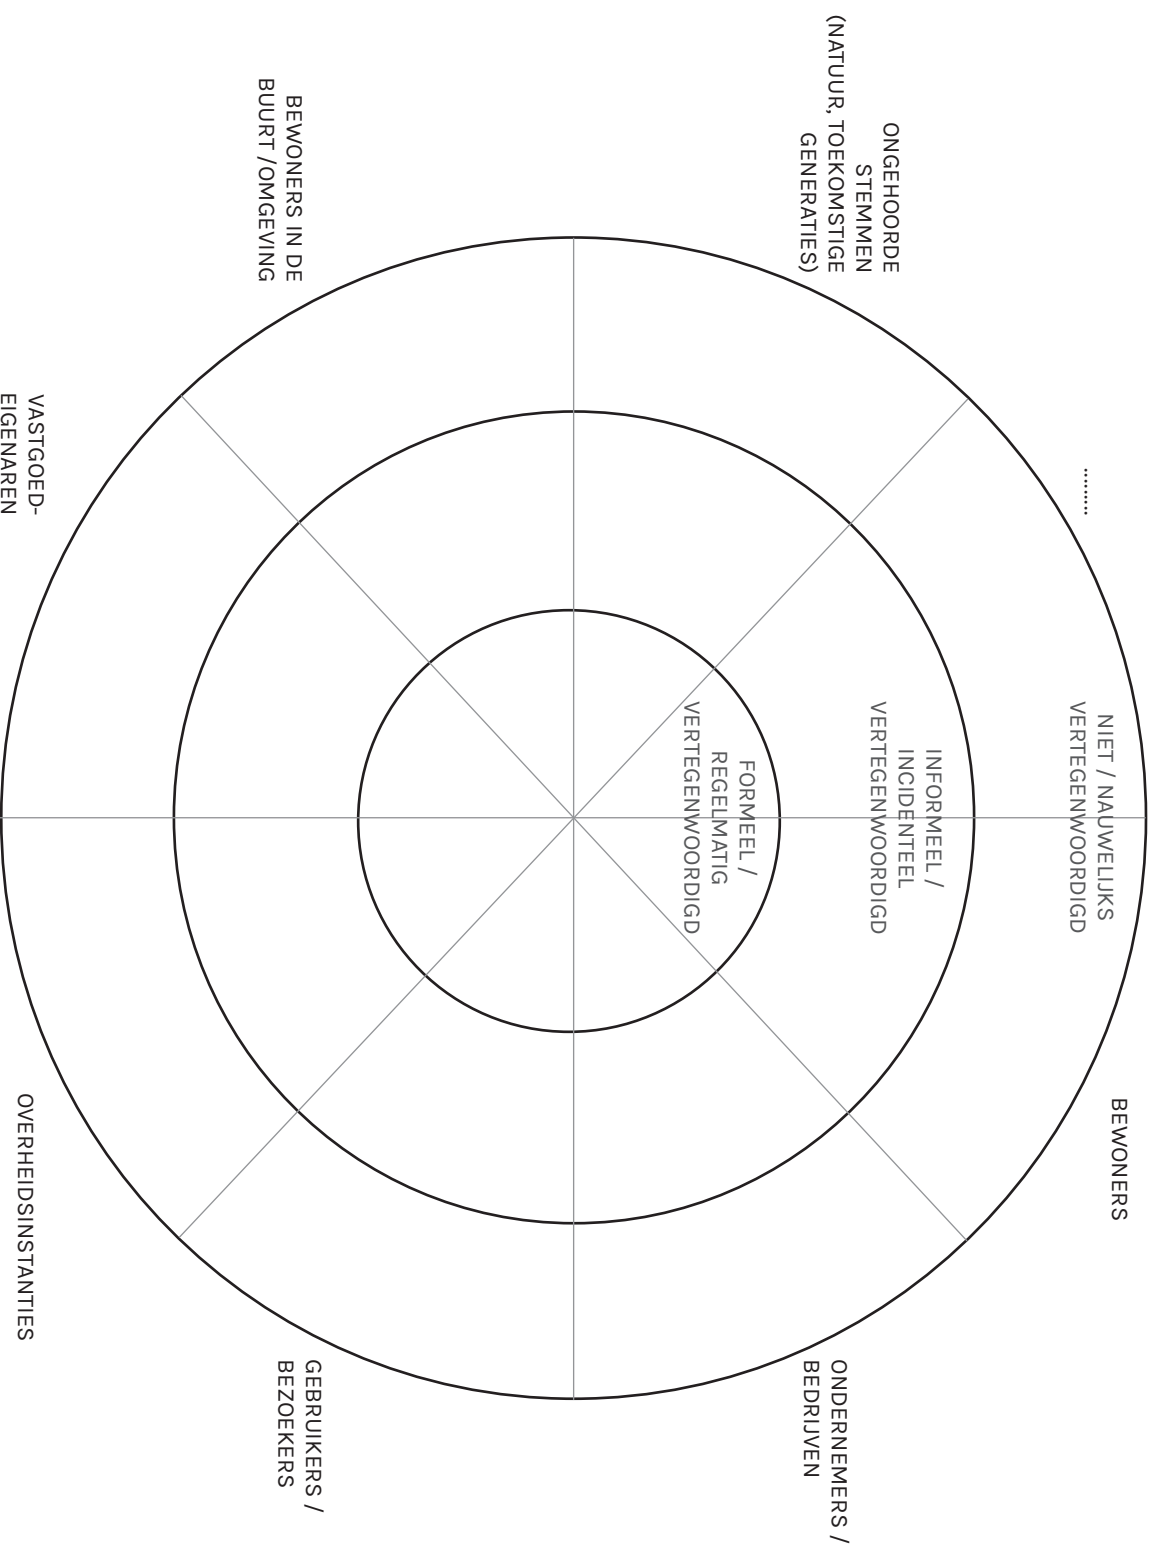 .........
NIET / NAUWELIJKS
VERTEGENWOORDIGD
BEWONERS
INFORMEEL /
INCIDENTEEL
VERTEGENWOORDIGD
ONGEHOORDE
STEMMEN
(NATUUR, TOEKOMSTIGE
GENERATIES)
ONDERNEMERS /
BEDRIJVEN
FORMEEL /
REGELMATIG
VERTEGENWOORDIGD
BEWONERS IN DE
BUURT /OMGEVING
GEBRUIKERS /
BEZOEKERS
VASTGOED-
EIGENAREN
OVERHEIDSINSTANTIES